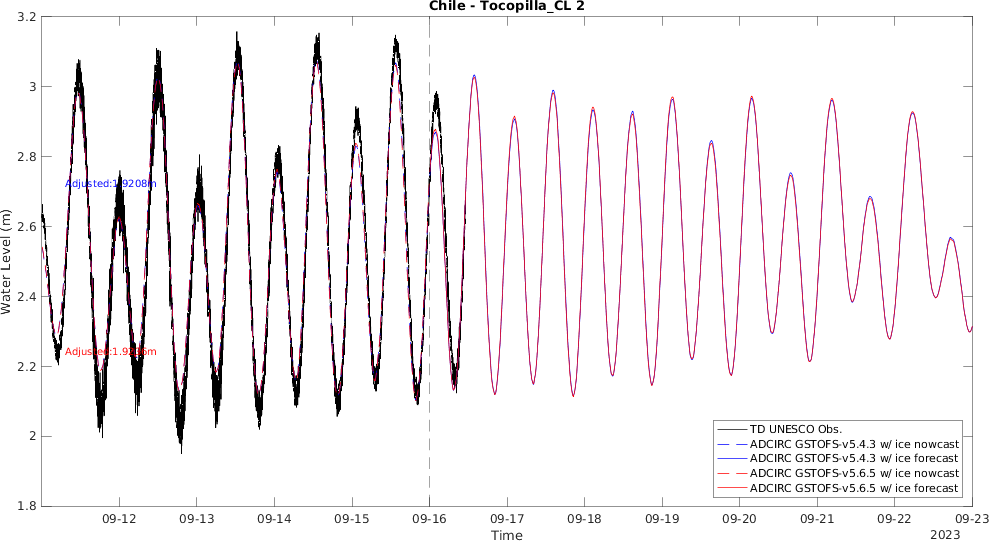 Chile - Tocopilla_CL 2
3.2
3
2.8
2.6
2.4
2.2
2
1.8
Water Level (m)
Adjusted:1.9208m
TD UNESCO Obs.
ADCIRC GSTOFS-v5.4.3 w/ ice nowcast
ADCIRC GSTOFS-v5.4.3 w/ ice forecast
ADCIRC GSTOFS-v5.6.5 w/ ice nowcast
ADCIRC GSTOFS-v5.6.5 w/ ice forecast
09-12
09-13
09-14
09-15
09-16
09-17
09-18
09-19
09-20
09-21
09-22
09-23
Time
2023